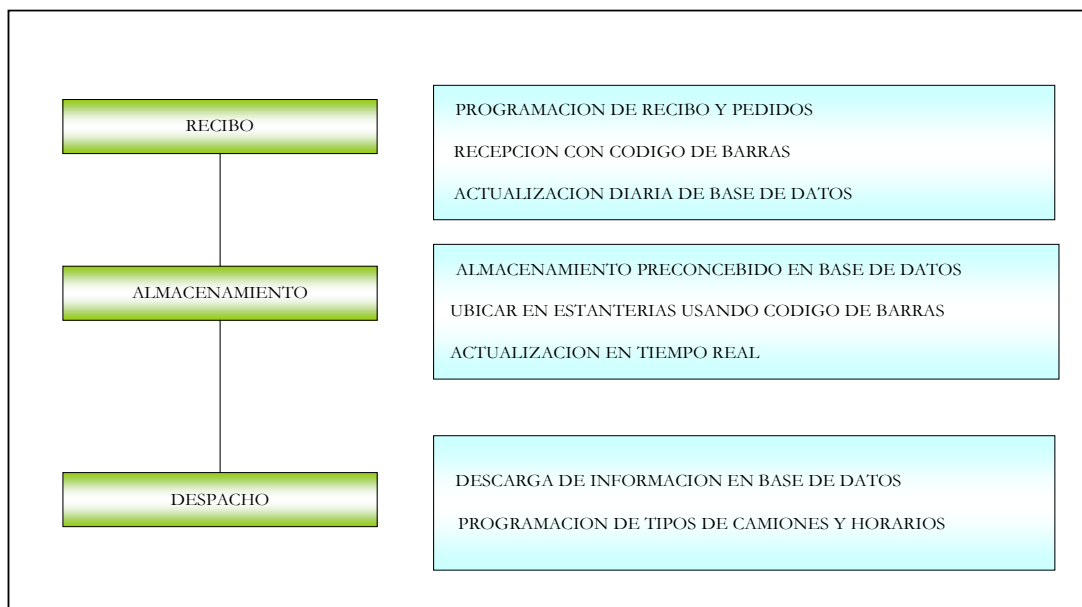 RECIBO
PROGRAMACION DE RECIBO Y PEDIDOS
RECEPCION CON CODIGO DE BARRAS
ACTUALIZACION DIARIA DE BASE DE DATOS
ALMACENAMIENTO
ALMACENAMIENTO PRECONCEBIDO EN BASE DE DATOS
UBICAR EN ESTANTERIAS USANDO CODIGO DE BARRAS
ACTUALIZACION EN TIEMPO REAL
DESPACHO
DESCARGA DE INFORMACION EN BASE DE DATOS
PROGRAMACION DE TIPOS DE CAMIONES Y HORARIOS